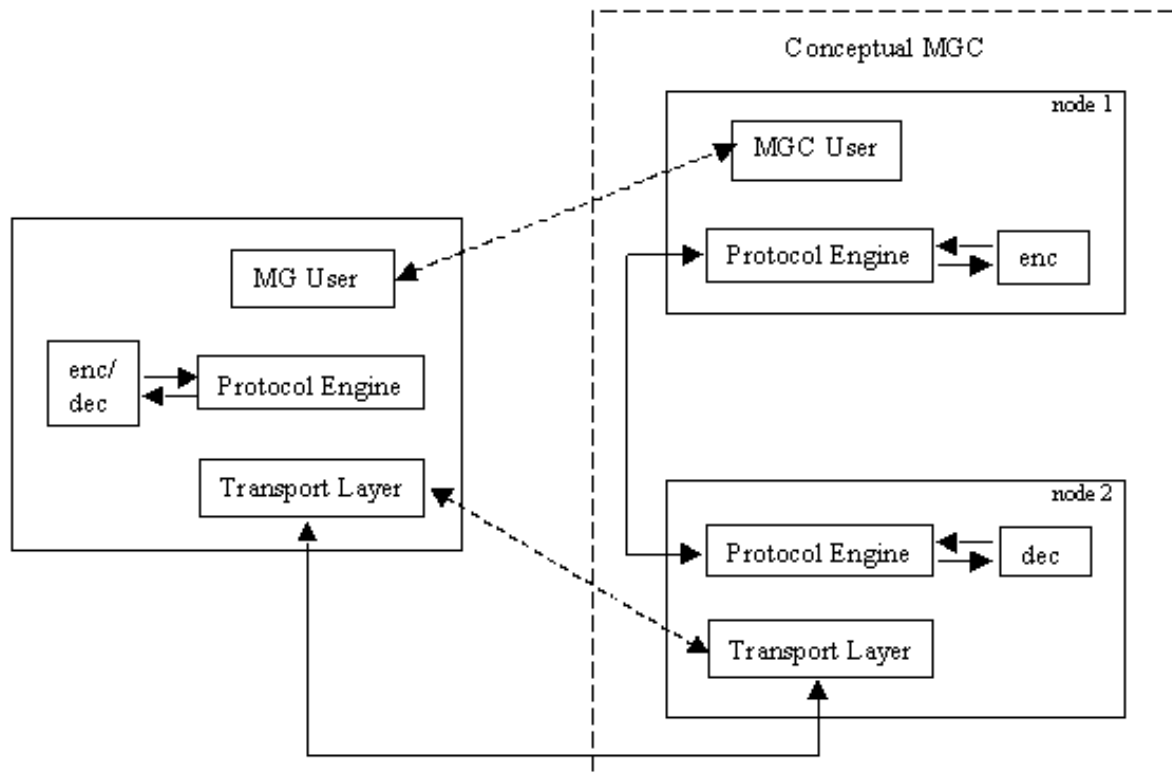 Conceptual MGC
node 1
MGC User
Protocol Engine
enc
MG User
enc/
dec
Protocol Engine
Transport Layer
node 2
Protocol Engine
dec
Transport Layer